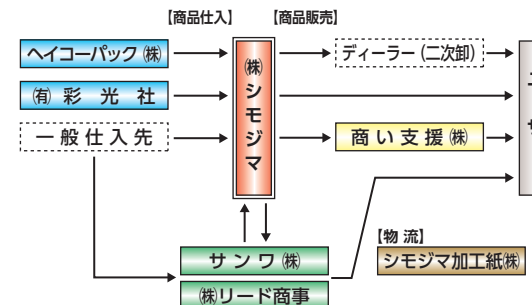 【商品仕入】 【商品販売】
ヘイコーパック㈱
㈲彩光社
一般仕入先
㈱シモジマ
ディーラー（二次卸）
商い支援㈱
サンワ㈱
㈱リード商事
【物 流】
シモジマ加工紙㈱